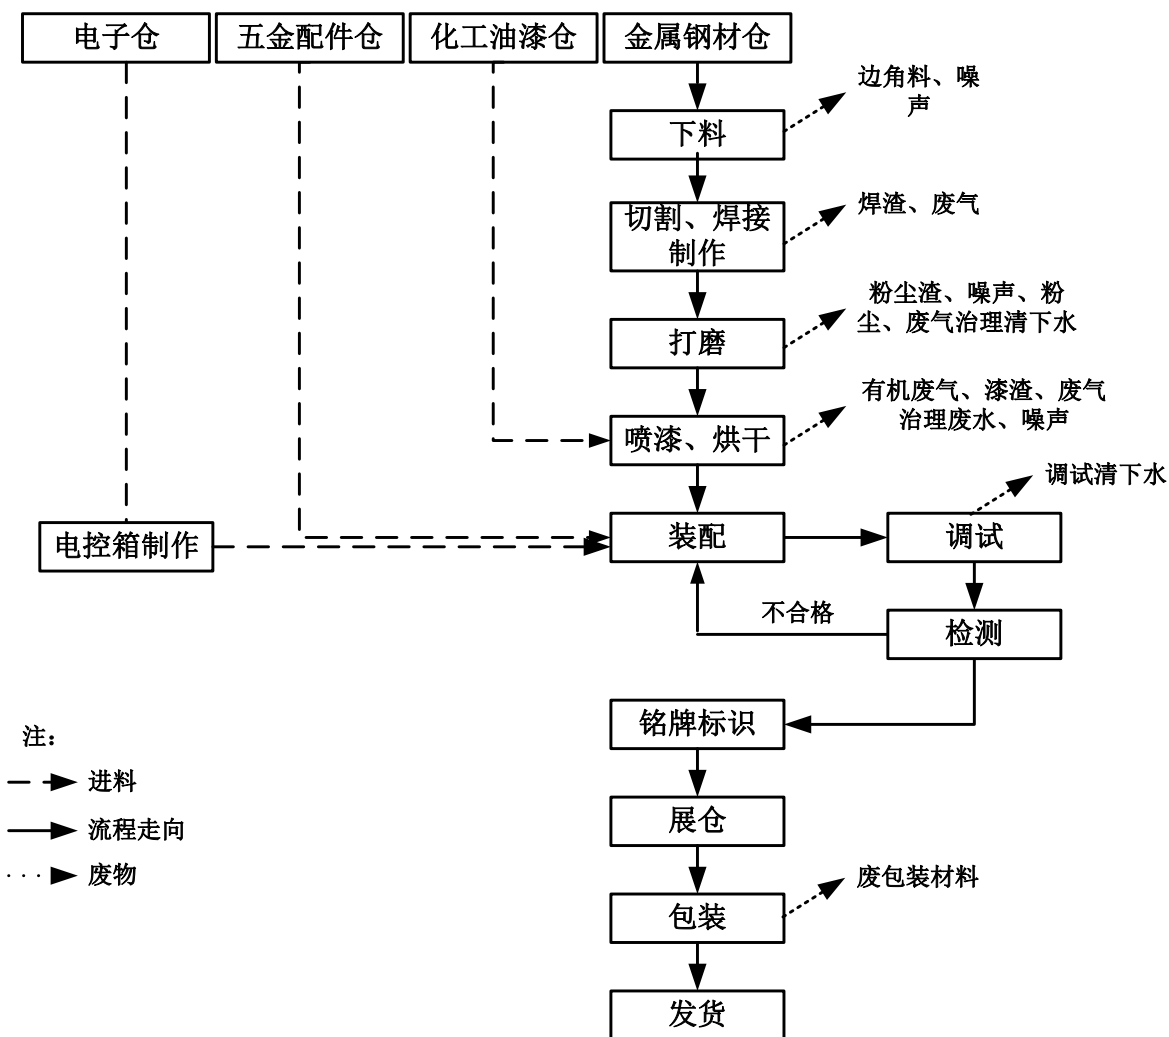 电子仓
五金配件仓
化工油漆仓
金属钢材仓
边角料、噪
声
下料
切割、焊接
制作
焊渣、废气
粉尘渣、噪声、粉
尘、废气治理清下水
打磨
有机废气、漆渣、废气
治理废水、噪声
喷漆、烘干
调试清下水
电控箱制作
装配
调试
不合格
检测
铭牌标识
注：
进料
展仓
流程走向
废物
废包装材料
包装
发货